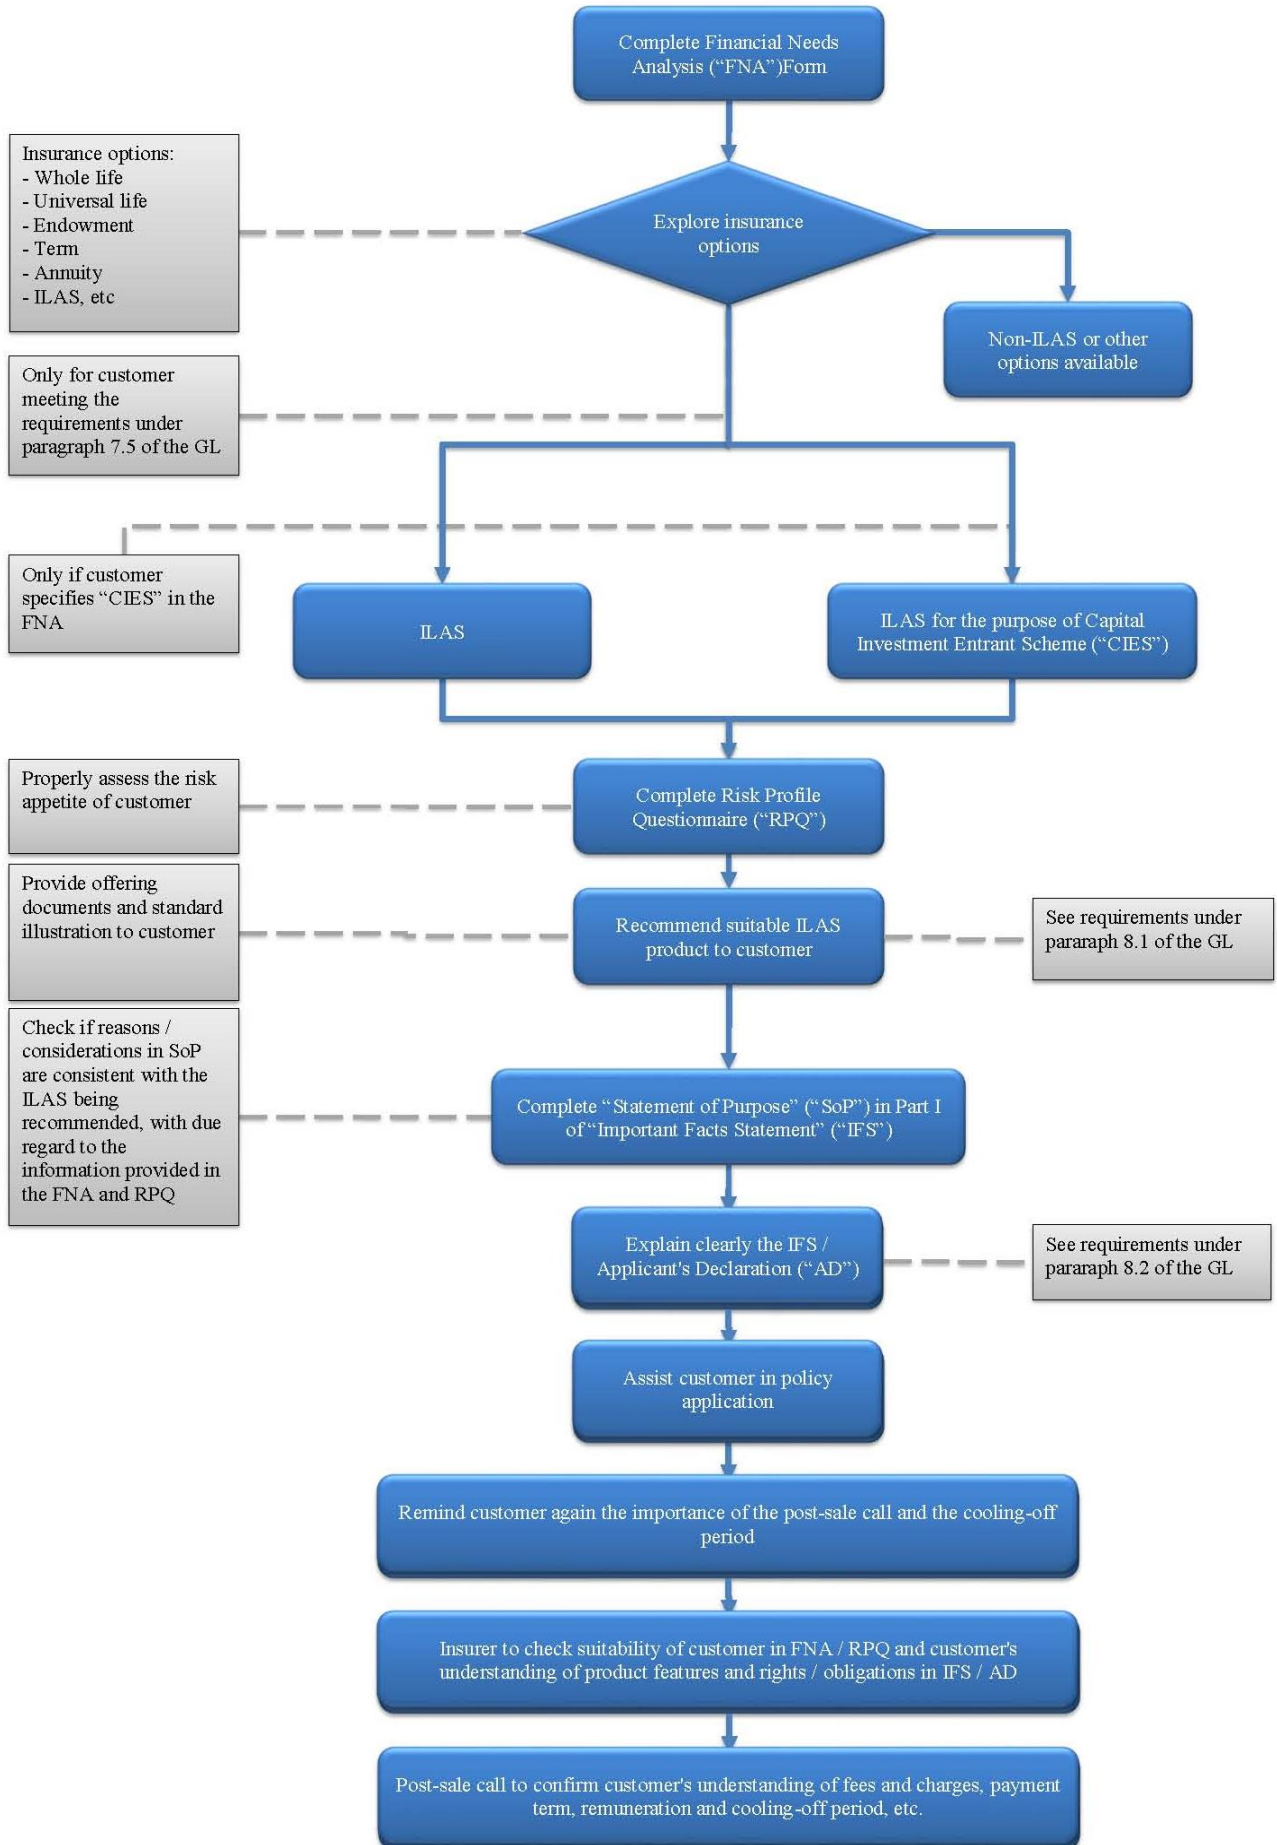 Complete Financial Needs
Analysis (“FNA”)Form
Insurance options:
- Whole life
- Universal life
- Endowment
- Term
- Annuity
- ILAS, etc
Explore insurance
options
Non-ILAS or other
options available
Only for customer
meeting the
requirements under
paragraph 7.5 of the GL
Only if customer
specifies “CIES” in the
FNA
ILAS
ILAS for the purpose of Capital
Investment Entrant Scheme (“CIES”)
Properly assess the risk
appetite of customer
Complete Risk Profile
Questionnaire (“RPQ”)
Provide offering
documents and standard
illustration to customer
Recommend suitable ILAS
product to customer
See requirements under
pararaph 8.1 of the GL
Check if reasons /
considerations in SoP
are consistent with the
ILAS being
recommended, with due
regard to the
information provided in
the FNA and RPQ
Complete “Statement of Purpose” (“SoP”) in Part I
of “Important Facts Statement” (“IFS”)
Explain clearly the IFS /
Applicant's Declaration (“AD”)
See requirements under
pararaph 8.2 of the GL
Assist customer in policy
application
Remind customer again the importance of the post-sale call and the cooling-off
period
Insurer to check suitability of customer in FNA / RPQ and customer's
understanding of product features and rights / obligations in IFS / AD
Post-sale call to confirm customer's understanding of fees and charges, payment
term, remuneration and cooling-off period, etc.